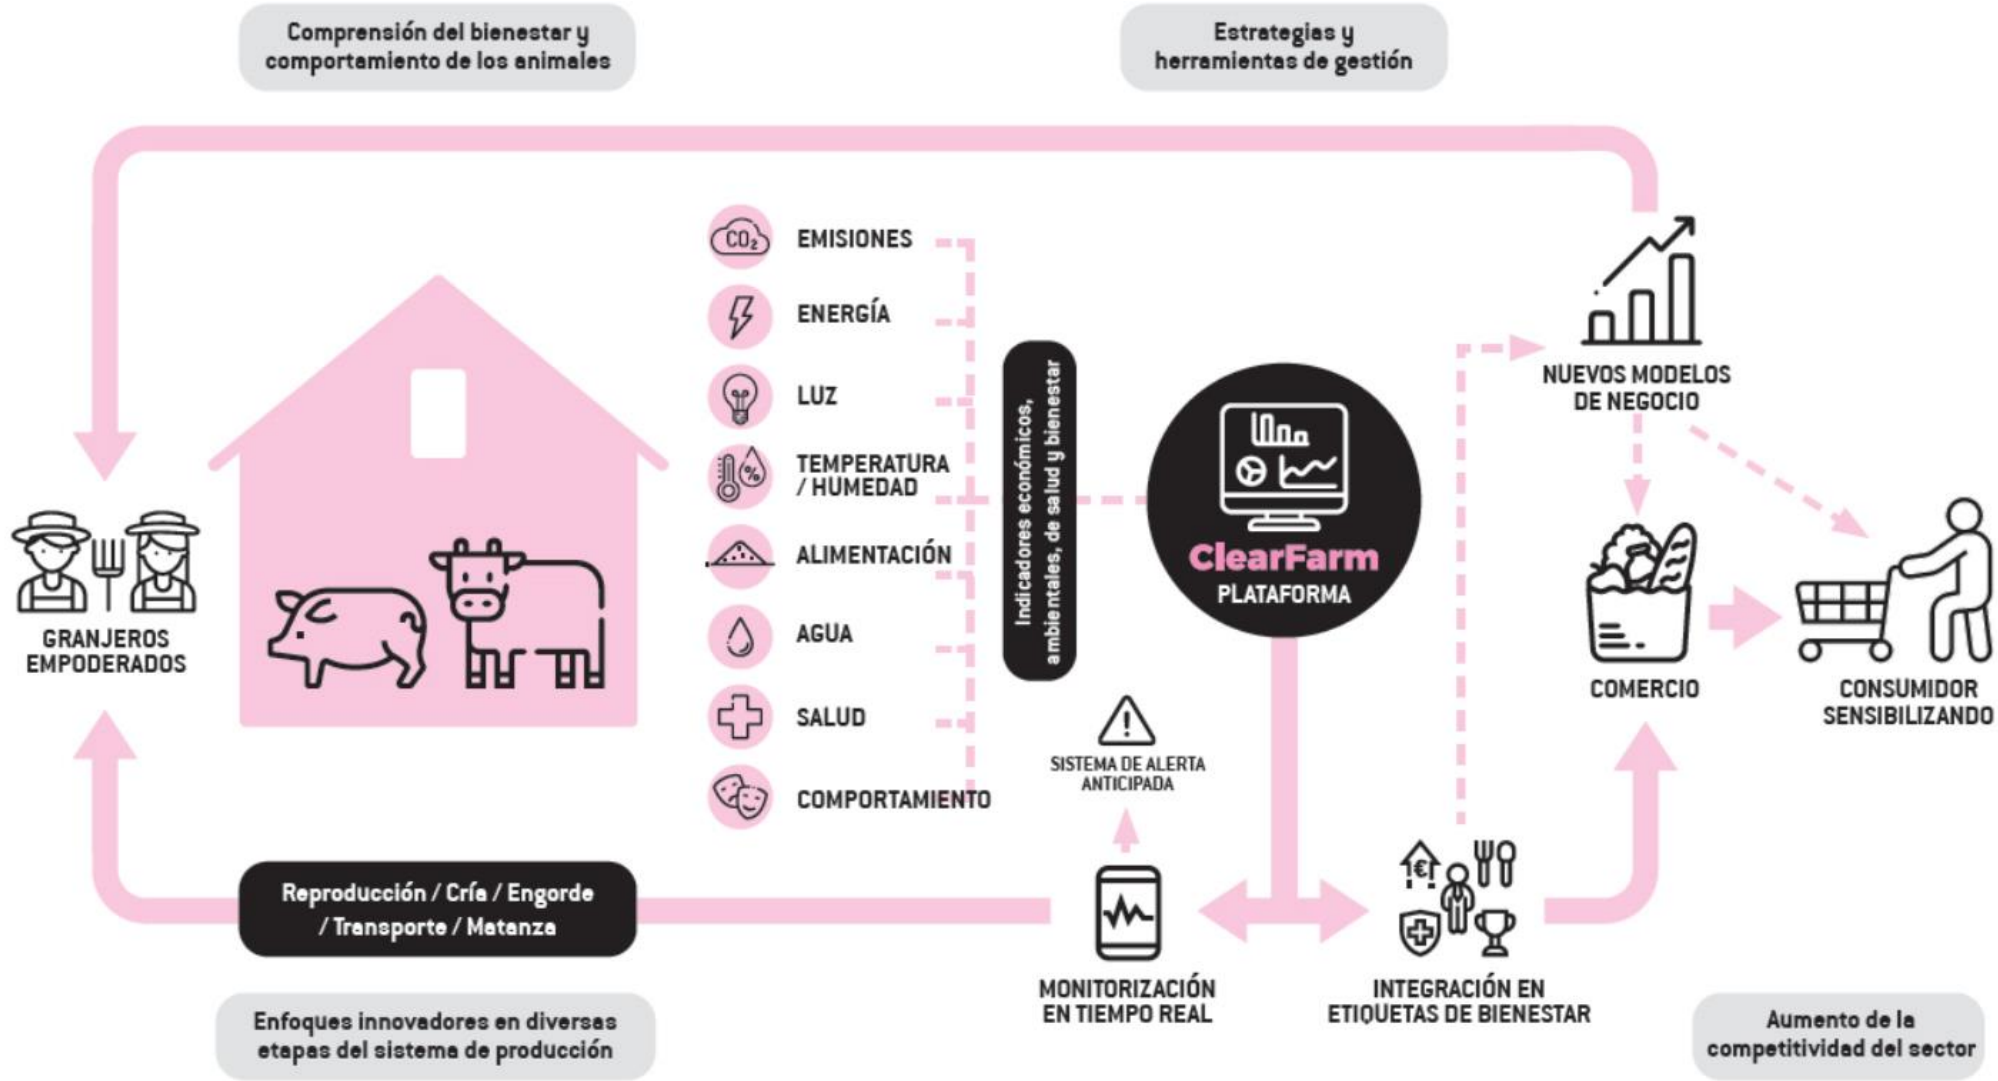 Comprensión del bienestar y
comportamiento de los animales
Estrategias y
herramientas de gestión
CO₂
EMISIONES
ENERGÍA
LUZ
%
TEMPERATURA
/ HUMEDAD
ALIMENTACIÓN
AGUA
SALUD
COMPORTAMIENTO
Indicadores económicos,
ambientales, de salud y bienestar
ClearFarm
PLATAFORMA
NUEVOS MODELOS
DE NEGOCIO
GRANJEROS
EMPODERADOS
COMERCIO
CONSUMIDOR
SENSIBILIZANDO
!
SISTEMA DE ALERTA
ANTICIPADA
€
Reproducción / Cría / Engorde
/ Transporte / Matanza
MONITORIZACIÓN
EN TIEMPO REAL
INTEGRACIÓN EN
ETIQUETAS DE BIENESTAR
Enfoques innovadores en diversas
etapas del sistema de producción
Aumento de la
competitividad del sector